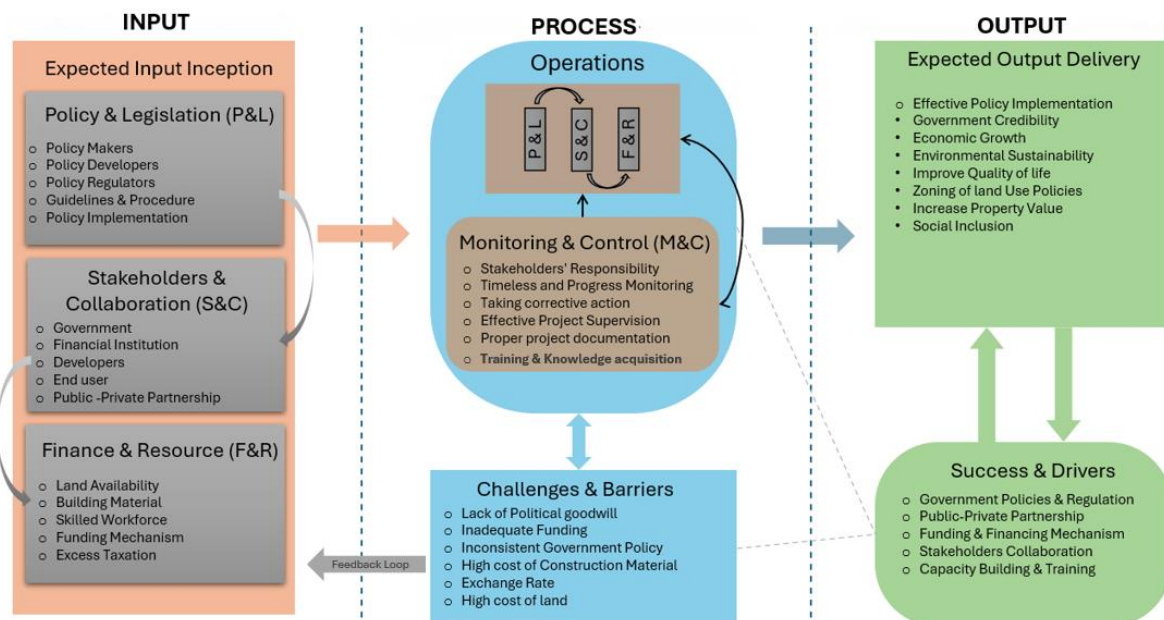 INPUT
Expected Input Inception
Policy & Legislation (P&L)
Policy Makers
Policy Developers
Policy Regulators
Guidelines & Procedure
Policy Implementation
Stakeholders &
Collaboration (S&C)
Government
Financial Institution
Developers
End user
Public -Private Partnership
Finance & Resource (F&R)
Land Availability
Building Material
Skilled Workforce
Funding Mechanism
Excess Taxation
PROCESS
Operations
P & L
S & C
F & R
Monitoring & Control (M&C)
Stakeholders' Responsibility
Timeless and Progress Monitoring
Taking corrective action
Effective Project Supervision
Proper project documentation
Training & Knowledge acquisition
Challenges & Barriers
Lack of Political goodwill
Inadequate Funding
Inconsistent Government Policy
High cost of Construction Material
Exchange Rate
High cost of land
Feedback Loop
OUTPUT
Expected Output Delivery
Effective Policy Implementation
Government Credibility
Economic Growth
Environmental Sustainability
Improve Quality of life
Zoning of land Use Policies
Increase Property Value
Social Inclusion
Success & Drivers
Government Policies & Regulation
Public-Private Partnership
Funding & Financing Mechanism
Stakeholders Collaboration
Capacity Building & Training